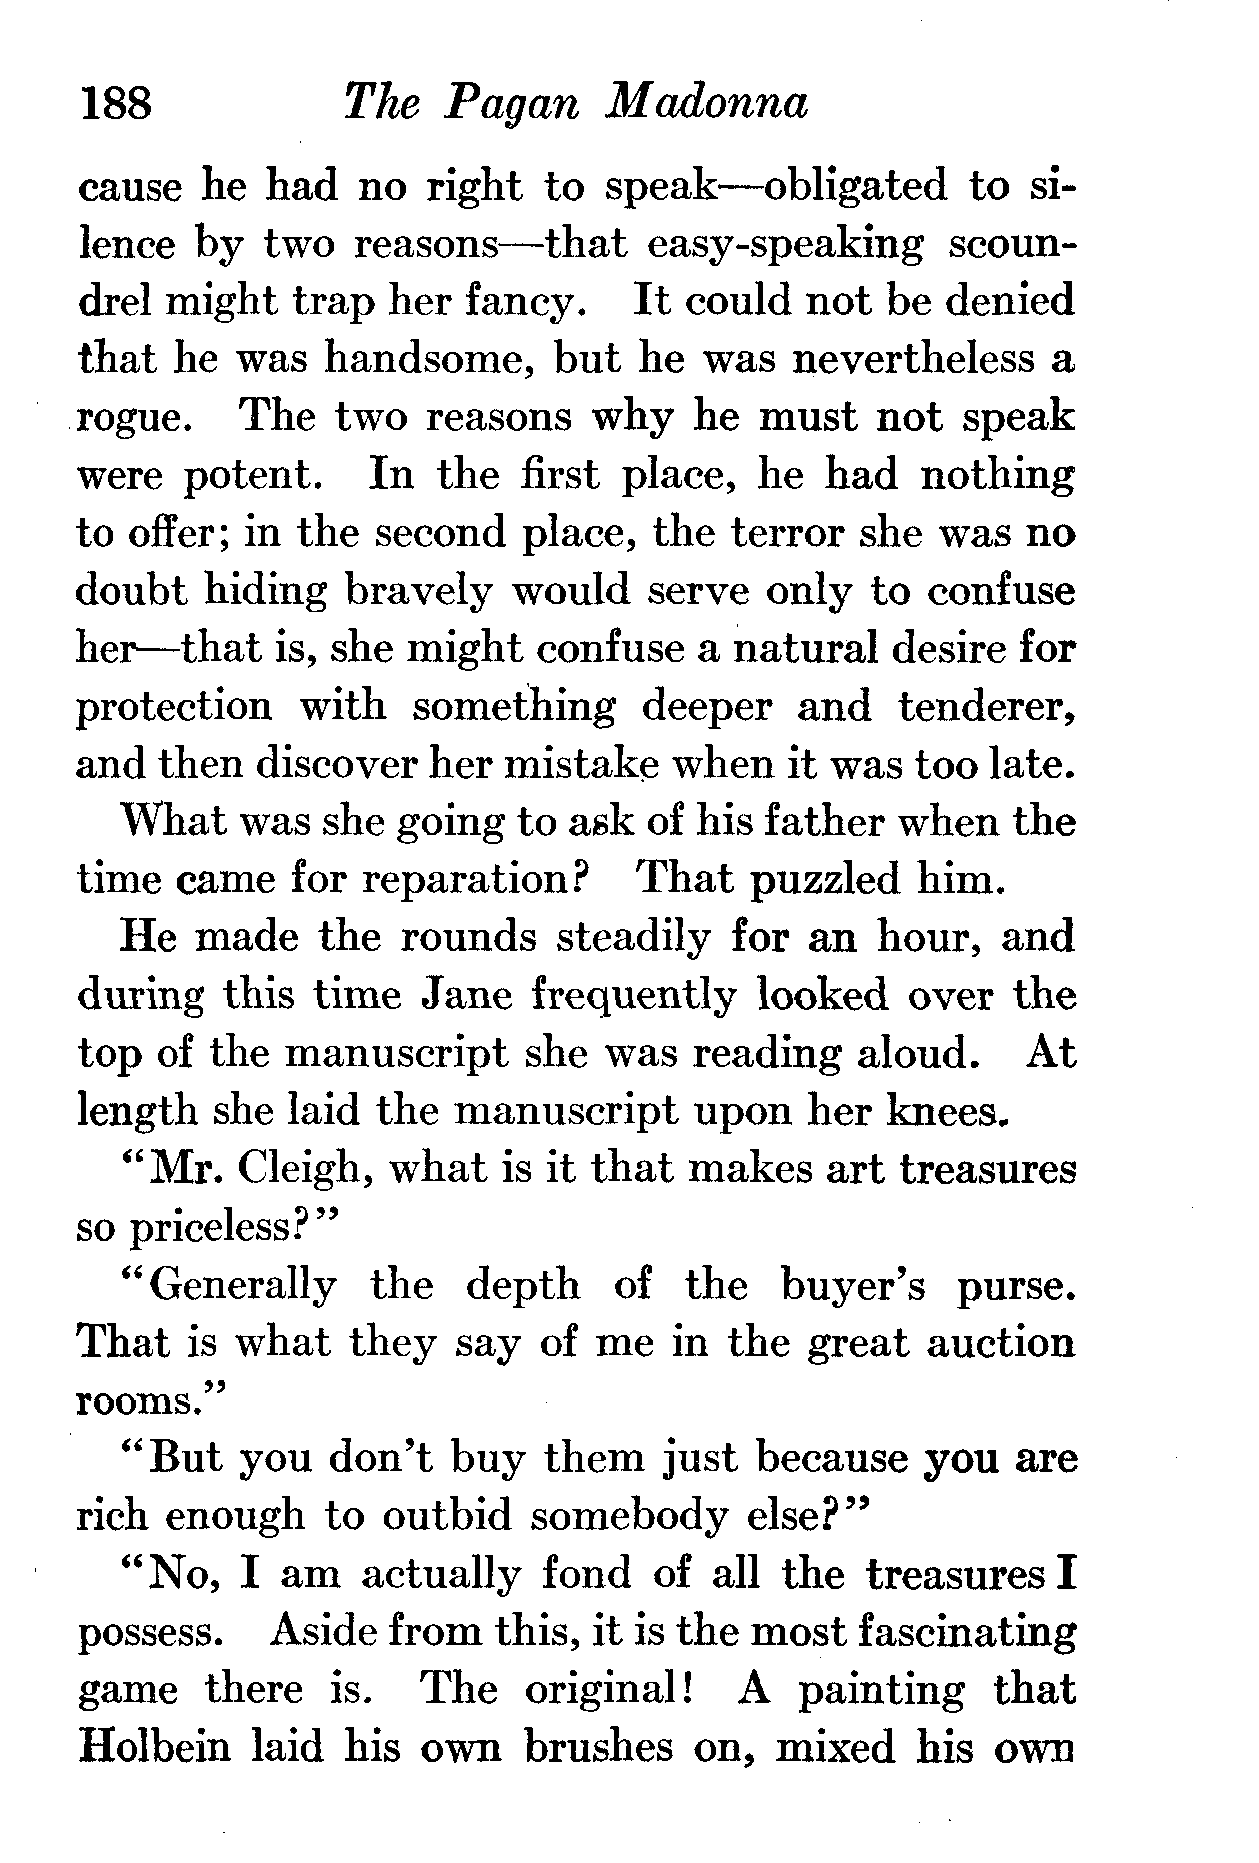 188 The Pagan Madonna
cause he had no right to speak—obligated to si-
lence by two reasons—that easy-speaking scoun-
drel might trap her fancy. It could not be denied
that he was handsome, but he was nevertheless a
rogue. The two reasons why he must not speak
were potent. In the first place, he had nothing
to offer; in the second place, the terror she was no
doubt hiding bravely would serve only to confuse
her—that is, she might confuse a natural desire for
protection with something deeper and tenderer,
and then discover her mistake when it was too late.
What was she going to ask of his father when the
time came for reparation? That puzzled him.
He made the rounds steadily for an hour, and
during this time Jane frequently looked over the
top of the manuscript she was reading aloud. At
length she laid the manuscript upon her knees.
“Mr. Cleigh, what is it that makes art treasures
so priceless?”
“Generally the depth of the buyer’s purse.
That is what they say of me in the great auction
rooms.”
“But you don’t buy them just because you are
rich enough to outbid somebody else?”
“No, I am actually fond of all the treasures I
possess. Aside from this, it is the most fascinating
game there is. The original! A painting that
Holbein laid his own brushes on, mixed his own